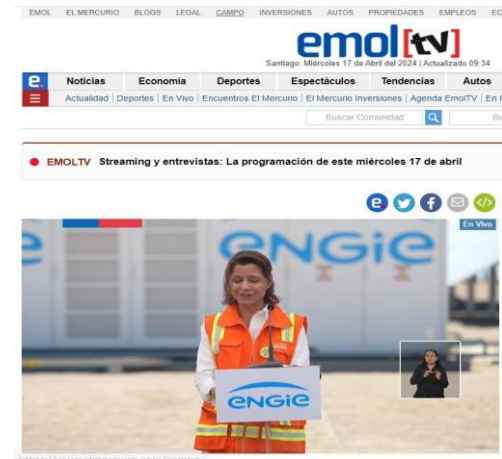 EMOL EL MERCURIO BLOGS LEGAL CAMPO INVERSIONES AUTOS PROPIEDADES EMPLEOS
emol[tv]
Santiago: Miércoles 17 de Abril del 2024 | Actualizado 09:34
e. Noticias Economía Deportes Espectáculos Tendencias Autos
Actualidad | Deportes | En Vivo | Encuentros El Mercurio | El Mercurio Inversiones | Agenda EmolTV |
Buscar Comunidad
EMOLTV Streaming y entrevistas: La programación de este miércoles 17 de abril
En Vivo
ENGIE
ENGIE